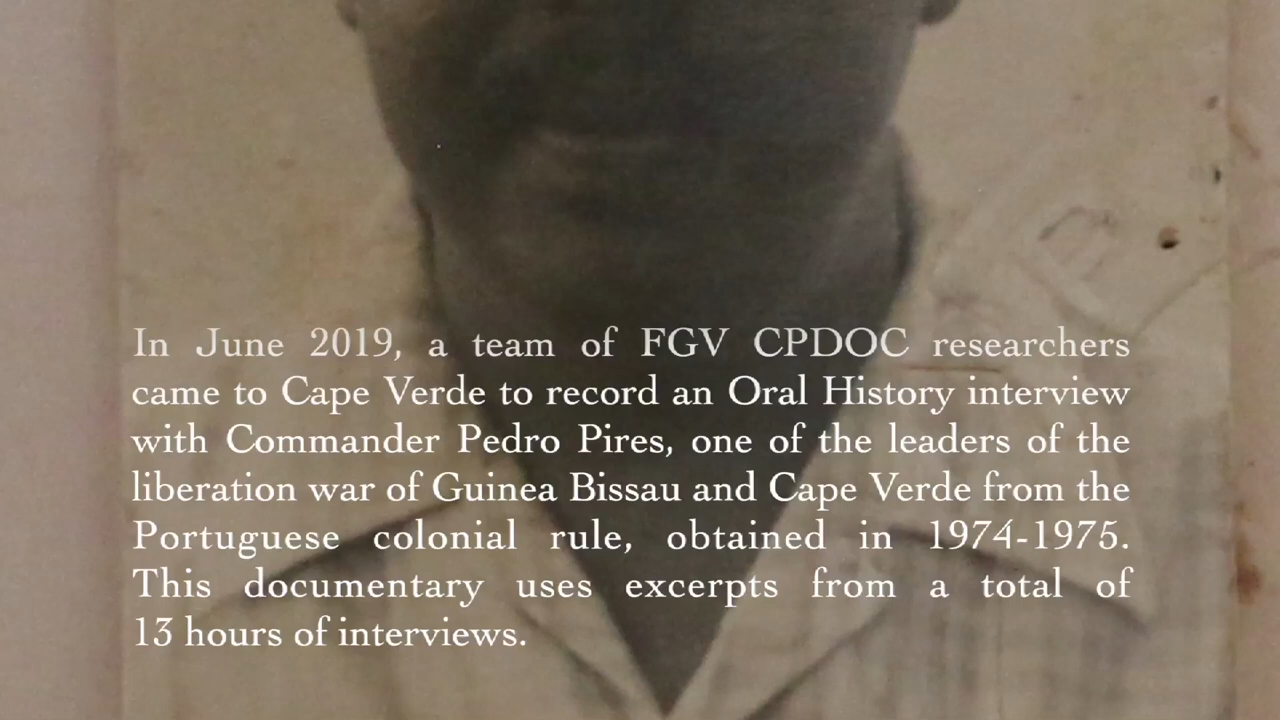 In June 2019, a team of FGV CPDOC researchers
came to Cape Verde to record an Oral History interview
with Commander Pedro Pires, one of the leaders of the
liberation war of Guinea Bissau and Cape Verde from the
Portuguese colonial rule, obtained in 1974-1975.
This documentary uses excerpts from a total of
13 hours of interviews.